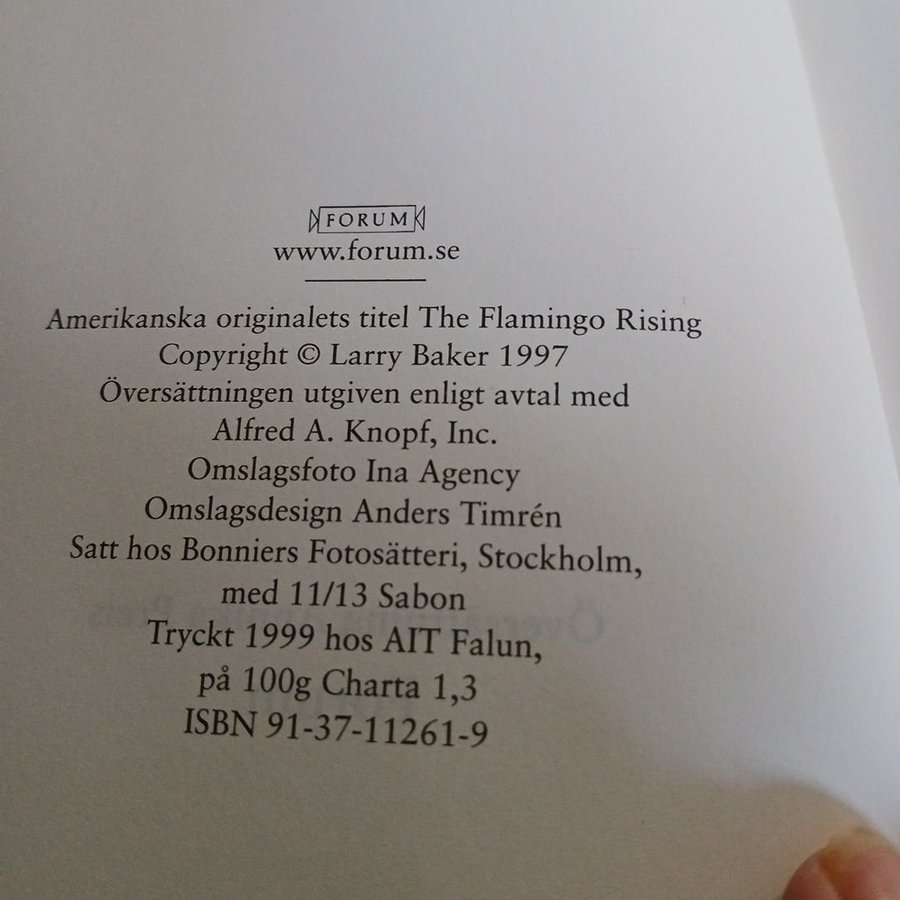 FORUM
www.forum.se
Amerikanska originalets titel The Flamingo Rising
Copyright © Larry Baker 1997
Översättningen utgiven enligt avtal med
Alfred A. Knopf, Inc.
Omslagsfoto Ina Agency
Omslagsdesign Anders Timrén
Satt hos Bonniers Fotosätteri, Stockholm,
med 11/13 Sabon
Tryckt 1999 hos AIT Falun,
på 100g Charta 1,3
ISBN 91-37-11261-9